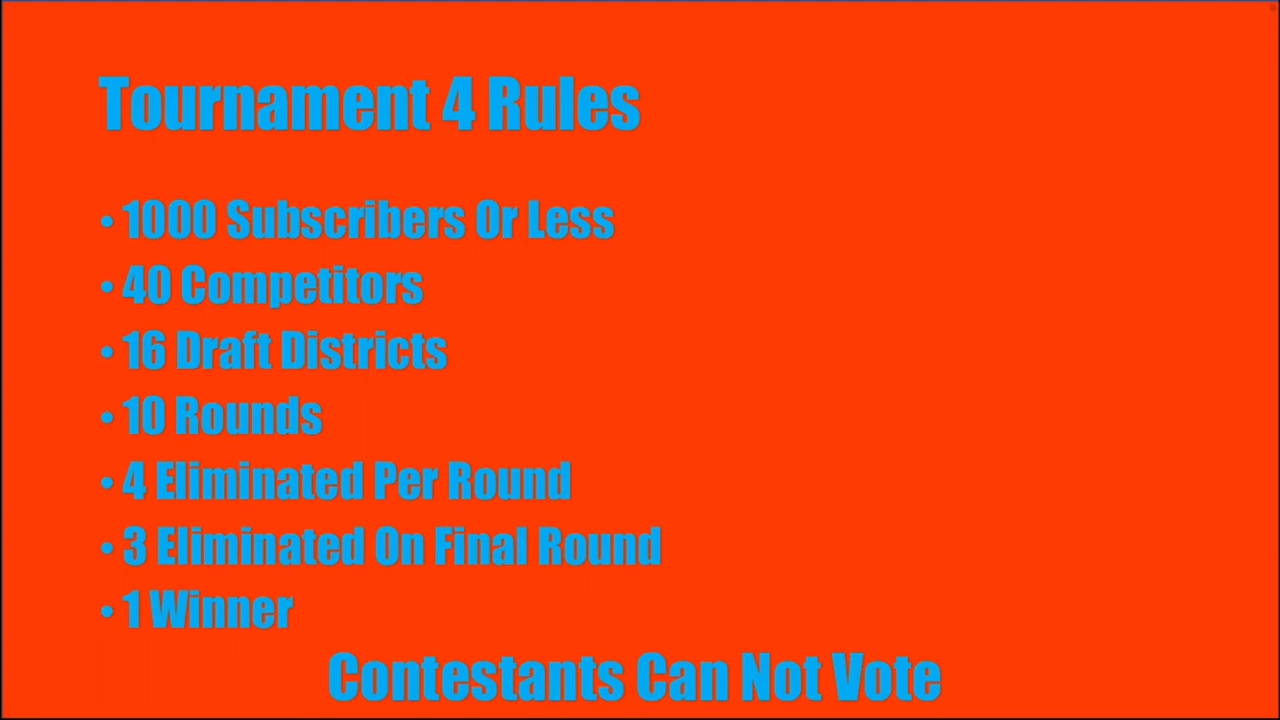 Tournament 4 Rules
• 1000 Subscribers Or Less
• 40 Competitors
• 16 Draft Districts
• 10 Rounds
• 4 Eliminated Per Round
• 3 Eliminated On Final Round
• 1 Winner
Contestants Can Not Vote